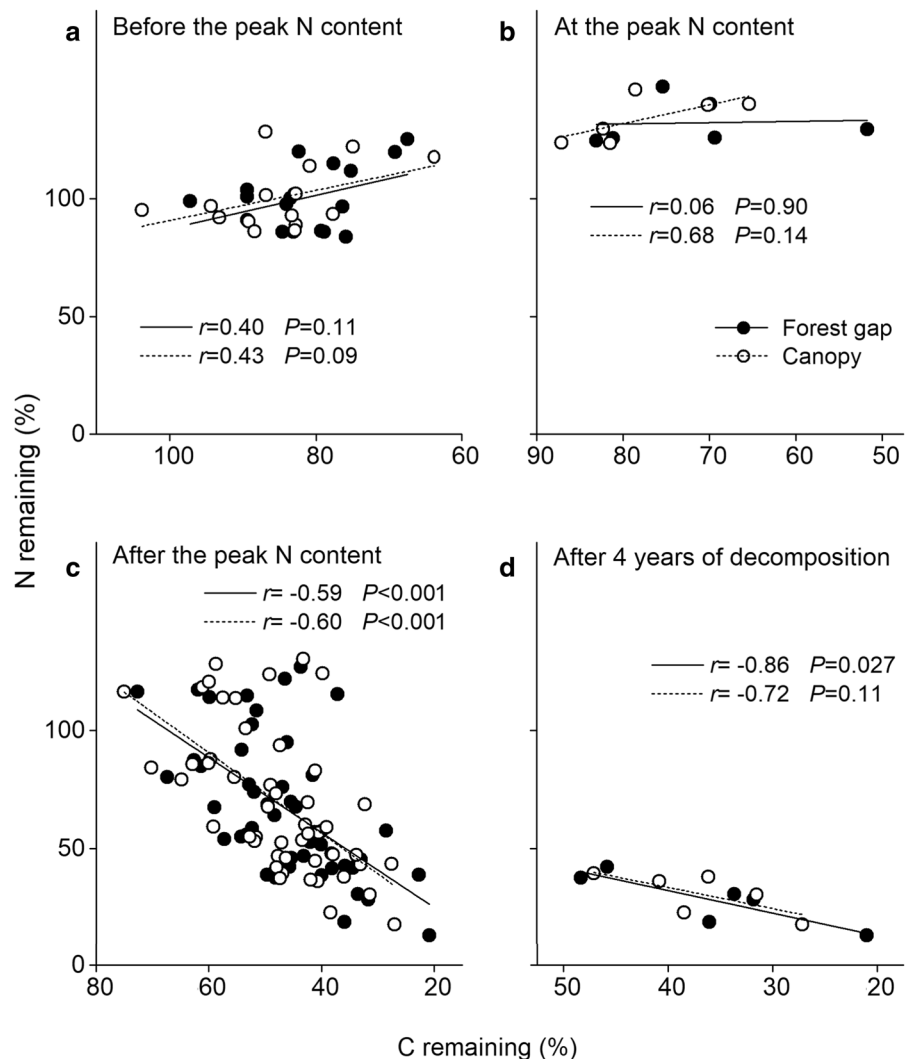 a Before the peak N content
100
50
0
r=0.40 P=0.11
r=0.43 P=0.09
100 80 60
b At the peak N content
r=0.06 P=0.90
r=0.68 P=0.14
Forest gap
Canopy
90 80 70 60 50
N remaining (%)
c After the peak N content
r= -0.59 P<0.001
r= -0.60 P<0.001
100
50
0
80 60 40 20
d After 4 years of decomposition
r= -0.86 P=0.027
r= -0.72 P=0.11
50 40 30 20
C remaining (%)